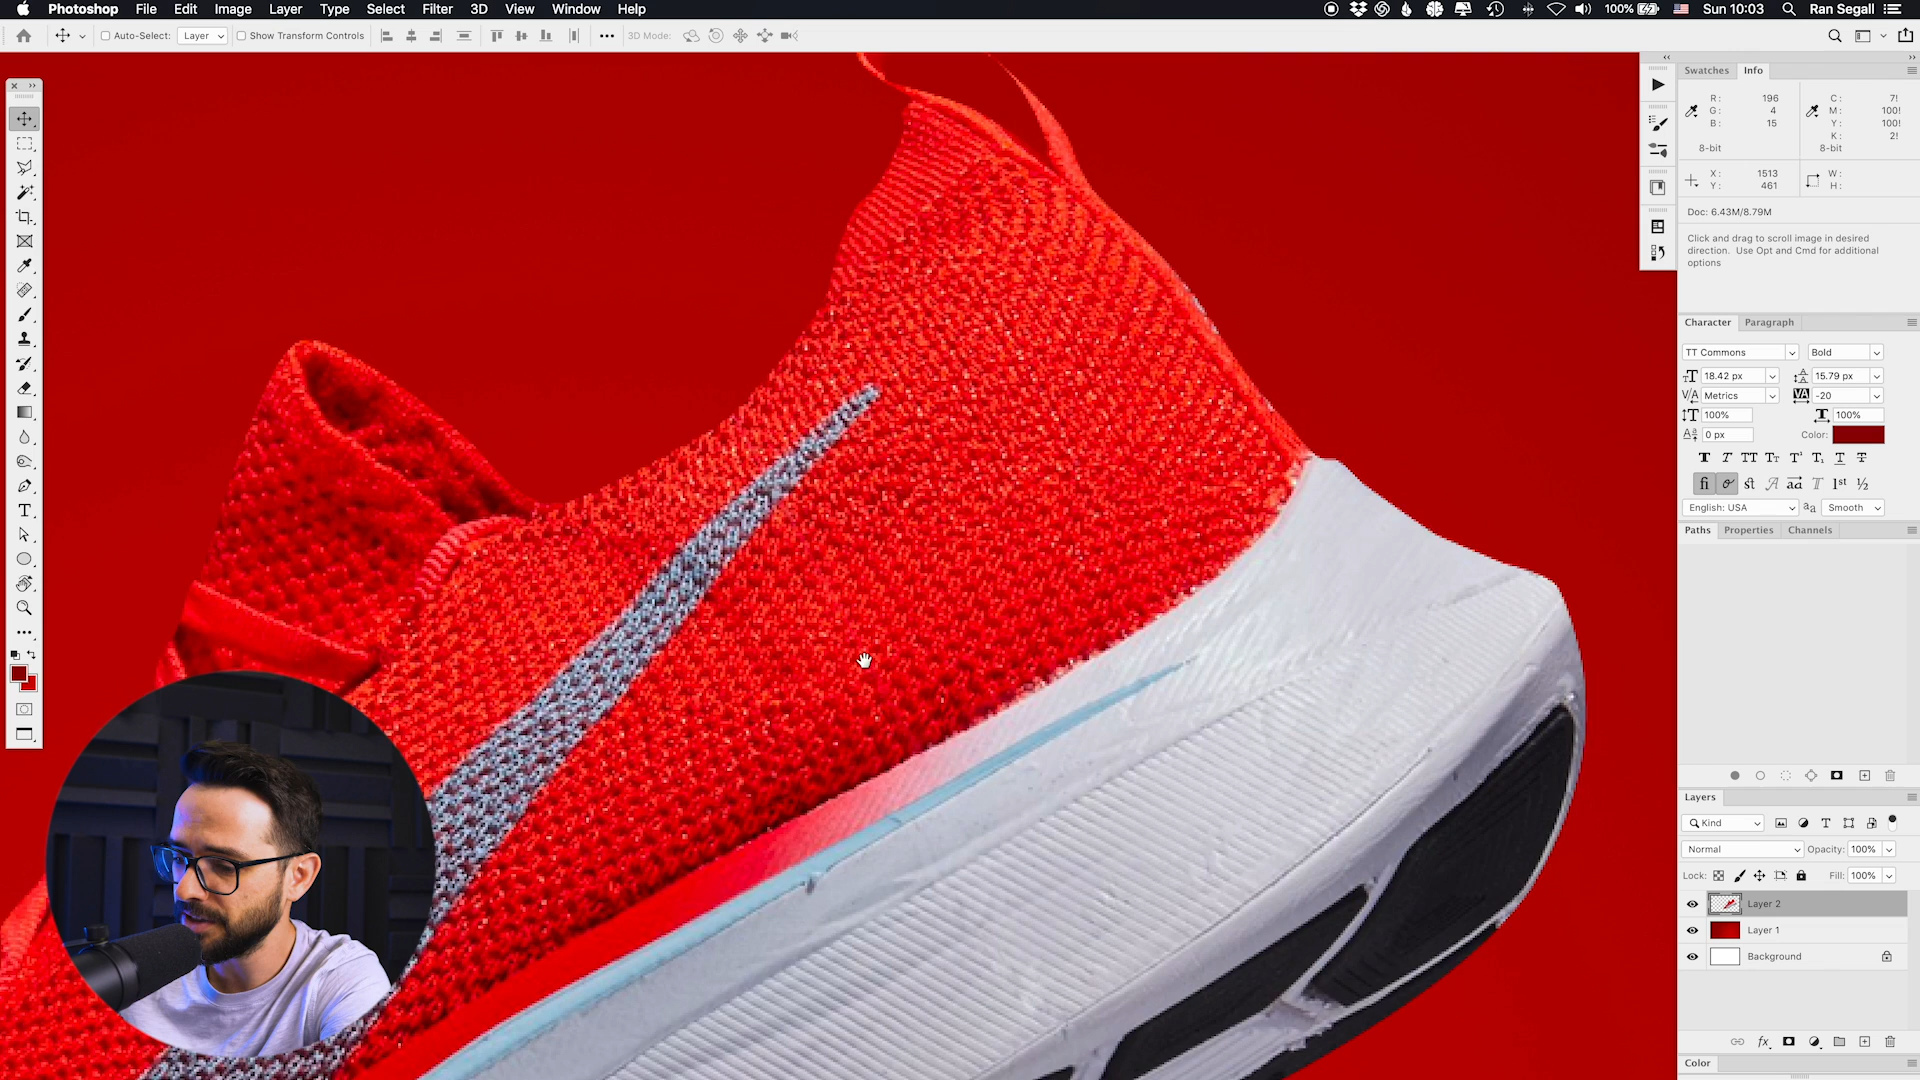 Photoshop File Edit Image Layer Type Select Filter 3D View Window Help
100% Sun 10:03 Ran Segall
Auto-Select: Layer Show Transform Controls 3D Mode:
Swatches Info
R: 196 C: 7!
G: 4 M: 100!
B: 15 Y: 100!
K: 2!
8-bit 8-bit
X: 1513 W:
Y: 461 H:
Doc: 6.43M/8.79M
Click and drag to scroll image in desired
direction. Use Opt and Cmd for additional
options
Character Paragraph
TT Commons Bold
18.42 px 15.79 px
Metrics -20
100% 100%
0 px Color:
English: USA Smooth
Paths Properties Channels
Layers
Kind
Normal Opacity: 100%
Lock: Fill: 100%
Layer 2
Layer 1
Background
fx
Color